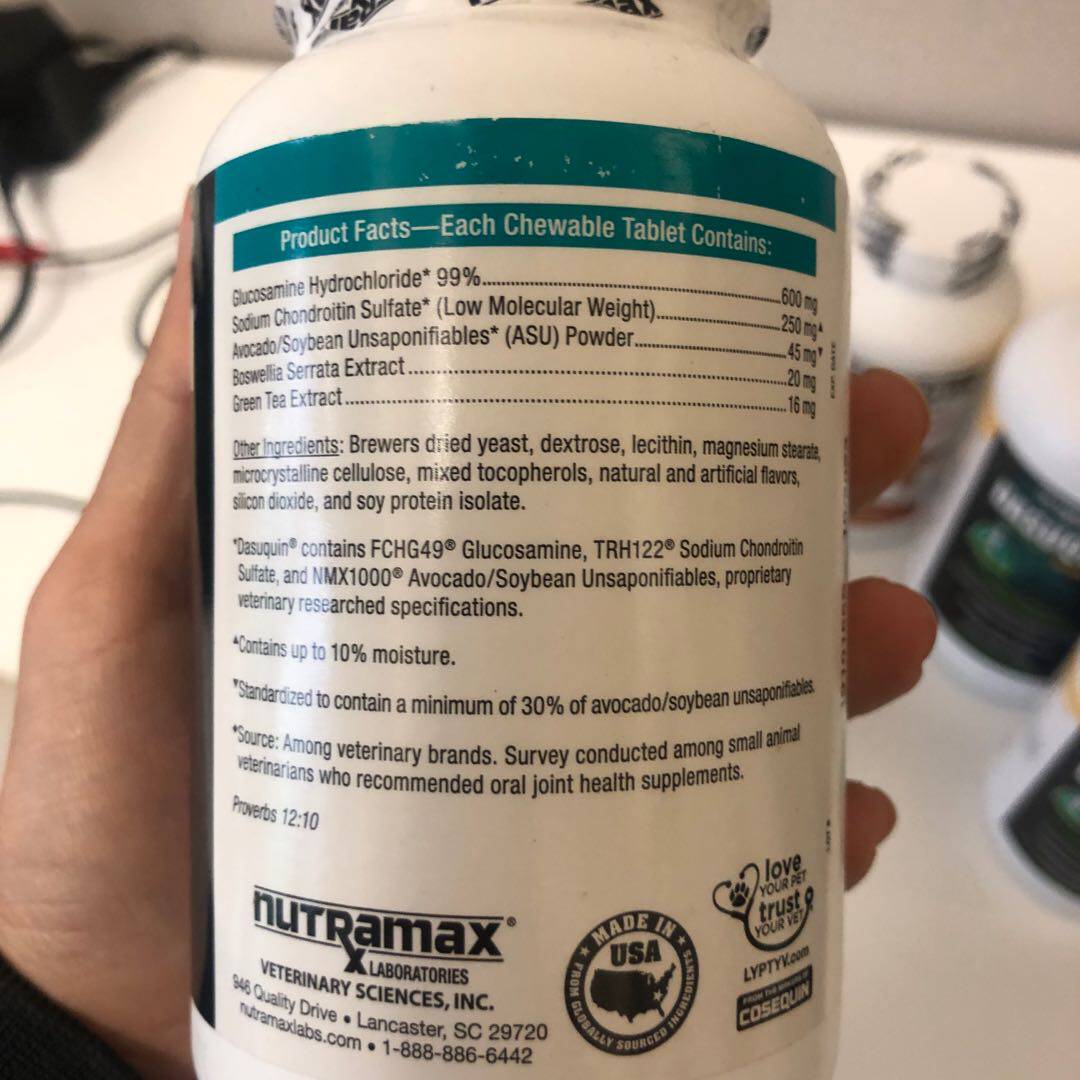 Product Facts—Each Chewable Tablet Contains:
Glucosamine Hydrochloride* 99%..........600 mg
Sodium Chondroitin Sulfate* (Low Molecular Weight)..........250 mg▲
Avocado/Soybean Unsaponifiables* (ASU) Powder..........45 mg▼
Boswellia Serrata Extract..........20 mg
Green Tea Extract..........16 mg
Other Ingredients: Brewers dried yeast, dextrose, lecithin, magnesium stearate,
microcrystalline cellulose, mixed tocopherols, natural and artificial flavors,
silicon dioxide, and soy protein isolate.
*Dasuquin® contains FCHG49® Glucosamine, TRH122® Sodium Chondroitin
Sulfate, and NMX1000® Avocado/Soybean Unsaponifiables, proprietary
veterinary researched specifications.
▲Contains up to 10% moisture.
▼Standardized to contain a minimum of 30% of avocado/soybean unsaponifiables.
*Source: Among veterinary brands. Survey conducted among small animal
veterinarians who recommended oral joint health supplements.
Proverbs 12:10
nutramax®
LABORATORIES
VETERINARY SCIENCES, INC.
946 Quality Drive • Lancaster, SC 29720
nutramaxlabs.com • 1-888-886-6442
MADE IN
USA
FROM GLOBALLY SOURCED INGREDIENTS
love
YOUR PET
trust
YOUR VET
LYPTYV.com
FROM THE MAKERS OF
COSEQUIN
EXP. DATE
LOT #